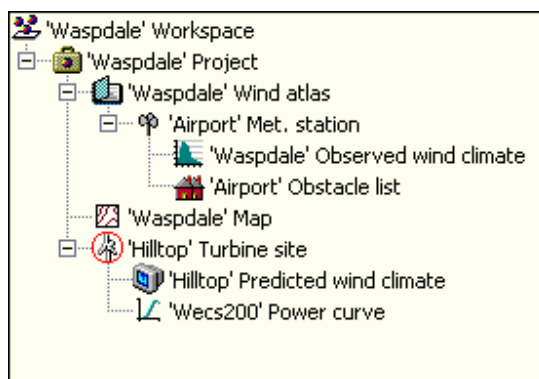 'Waspdale' Workspace
'Waspdale' Project
'Waspdale' Wind atlas
'Airport' Met. station
'Waspdale' Observed wind climate
'Airport' Obstacle list
'Waspdale' Map
'Hilltop' Turbine site
'Hilltop' Predicted wind climate
'Wecs200' Power curve